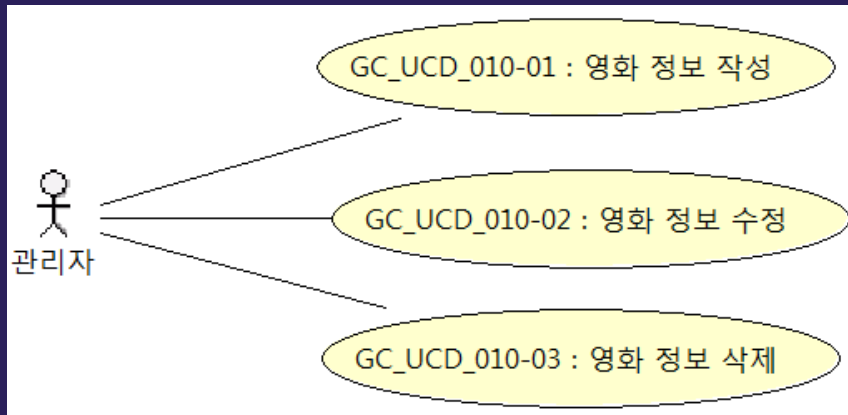 GC_UCD_010-01 : 영화 정보 작성
GC_UCD_010-02 : 영화 정보 수정
관리자
GC_UCD_010-03 : 영화 정보 삭제